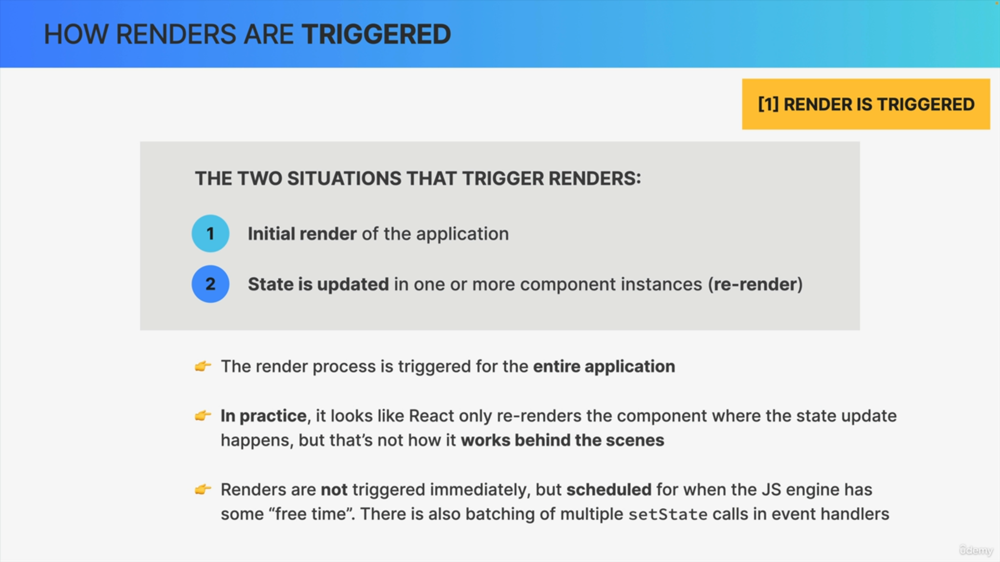 HOW RENDERS ARE TRIGGERED
[1] RENDER IS TRIGGERED
THE TWO SITUATIONS THAT TRIGGER RENDERS:
1 Initial render of the application
2 State is updated in one or more component instances (re-render)
👉 The render process is triggered for the entire application
👉 In practice, it looks like React only re-renders the component where the state update
happens, but that’s not how it works behind the scenes
👉 Renders are not triggered immediately, but scheduled for when the JS engine has
some “free time”. There is also batching of multiple setState calls in event handlers
ûdemy